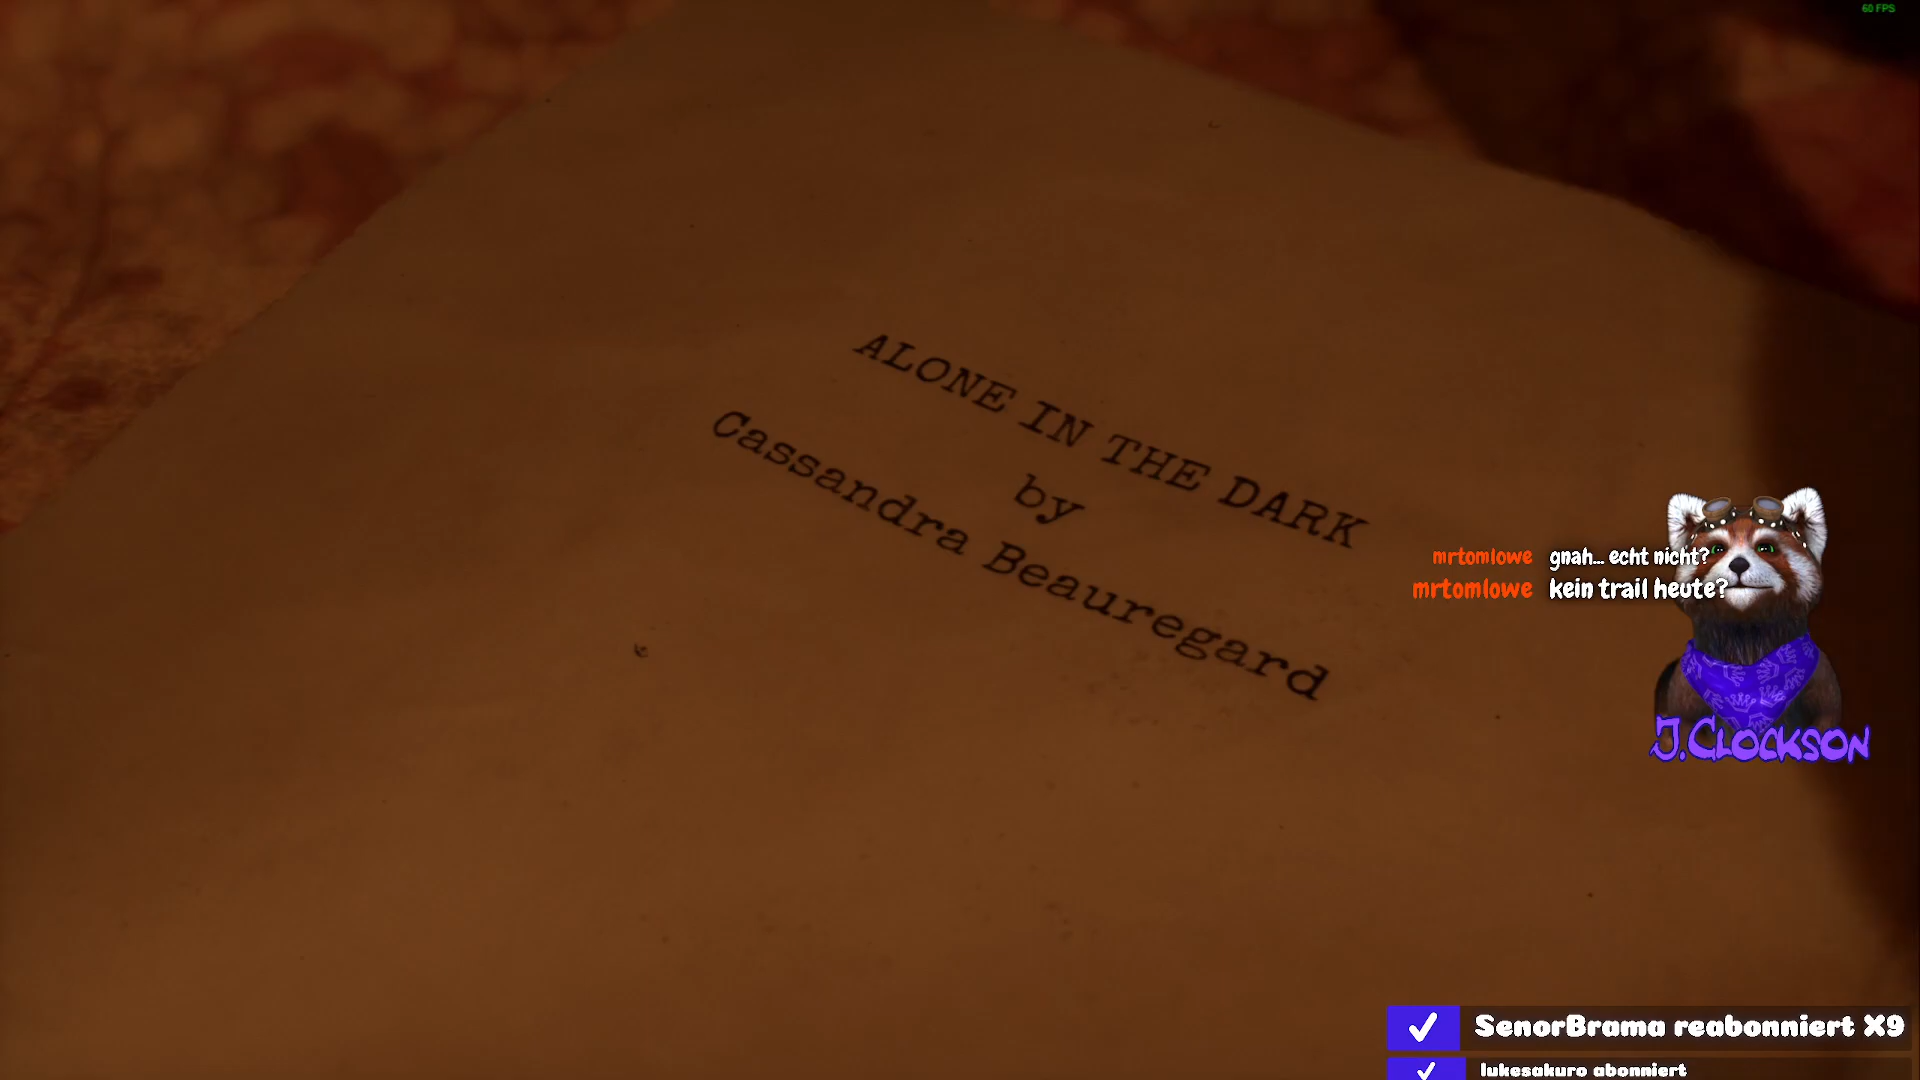 60 FPS
ALONE IN THE DARK
by
Cassandra Beauregard
mrtomlowe gnah... echt nicht?
mrtomlowe kein trail heute?
J.CLOCKSON
SenorBrama reabonniert X9
lukesakuro abonniert